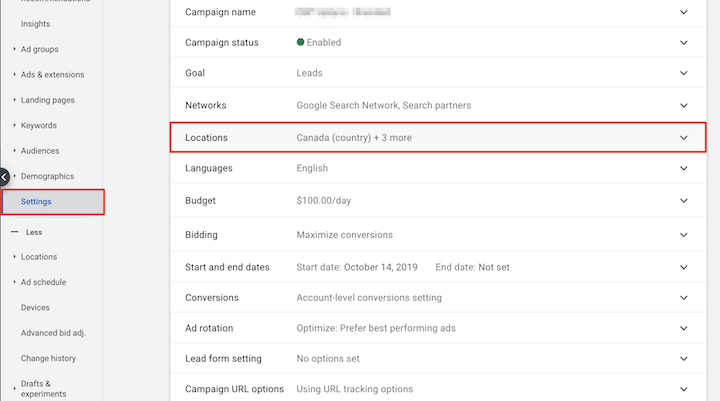 Recommendations
Insights
Ad groups
Ads & extensions
Landing pages
Keywords
Audiences
Demographics
Settings
Less
Locations
Ad schedule
Devices
Advanced bid adj.
Change history
Drafts &
experiments
Campaign name
Campaign status Enabled
Goal Leads
Networks Google Search Network, Search partners
Locations Canada (country) + 3 more
Languages English
Budget $100.00/day
Bidding Maximize conversions
Start and end dates Start date: October 14, 2019 End date: Not set
Conversions Account-level conversions setting
Ad rotation Optimize: Prefer best performing ads
Lead form setting No options set
Campaign URL options Using URL tracking options